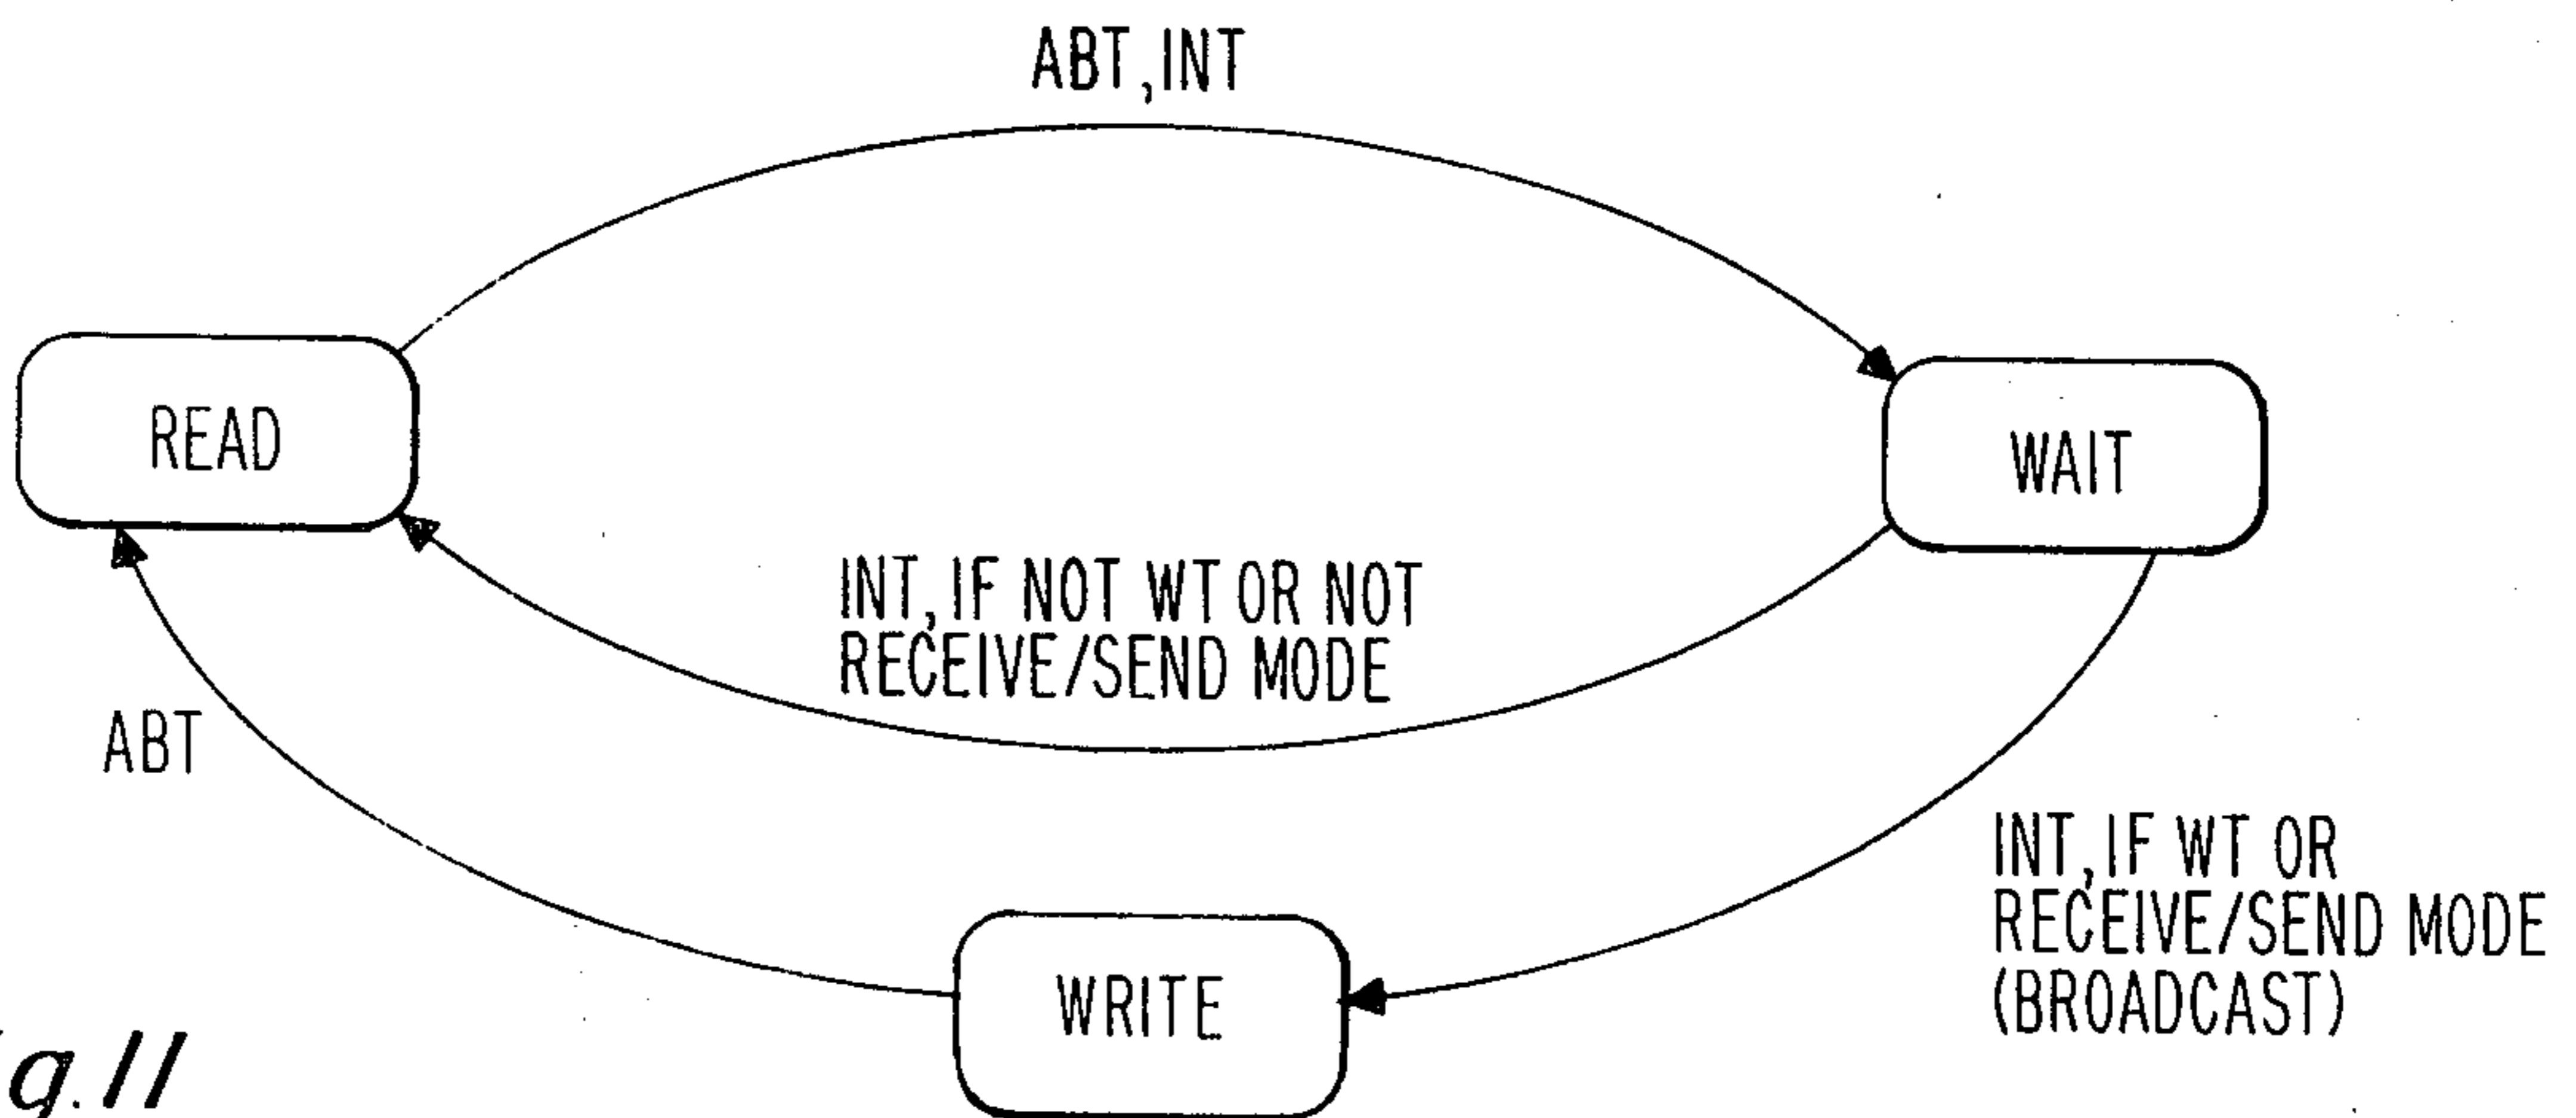 ABT,INT
READ
WAIT
INT,IF NOT WT OR NOT
RECEIVE/SEND MODE
ABT
INT,IF WT OR
RECEIVE/SEND MODE
(BROADCAST)
WRITE
g.11